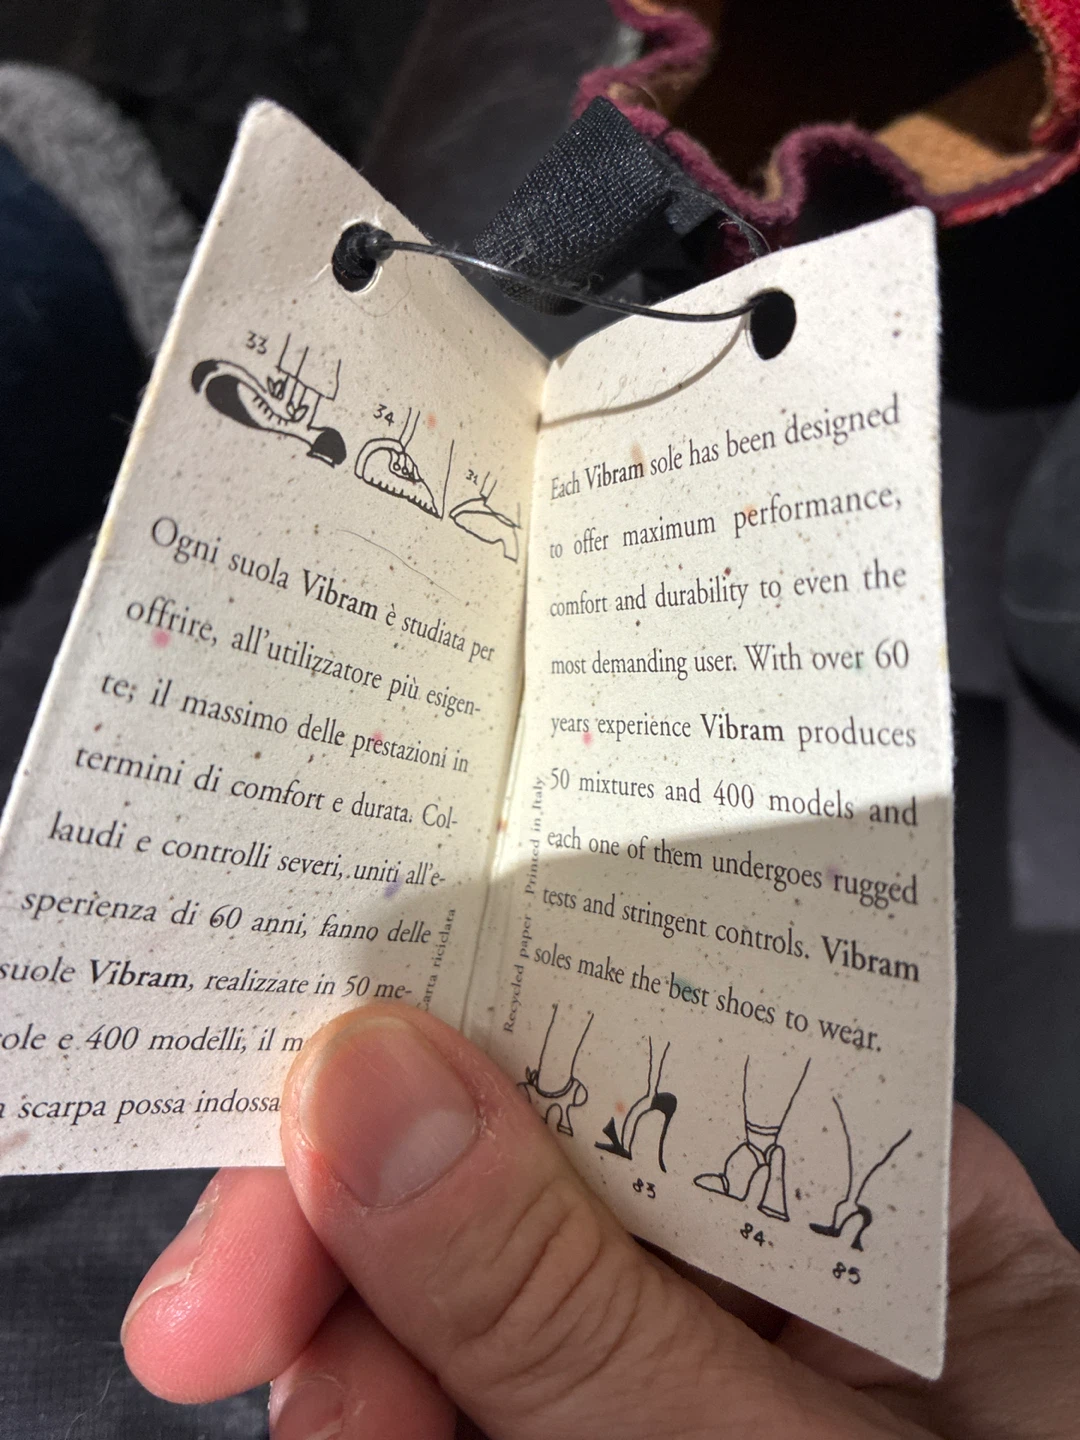 33
34
Ogni suola Vibram è studiata per
offrire, all'utilizzatore più esigen-
te; il massimo delle prestazioni in
termini di comfort e durata. Col-
laudi e controlli severi, uniti all'e-
sperienza di 60 anni, fanno delle
suole Vibram, realizzate in 50 me-
e 400 modelli, il
scarpa possa
riciclata
Recycled paper - Printed in Italy
Each Vibram sole has been designed
to offer maximum performance,
comfort and durability to even the
most demanding user. With over 60
years experience Vibram produces
50 mixtures and 400 models and
each one of them undergoes rugged
tests and stringent controls. Vibram
soles make the best shoes to wear.
83
84.
85